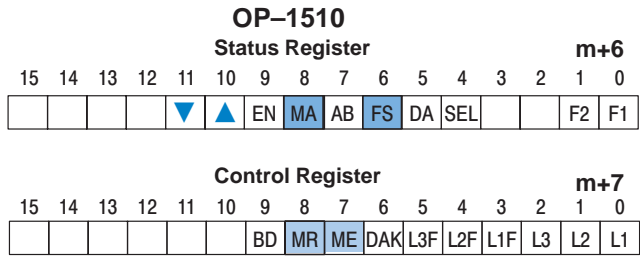 OP–1510
Status Register m+6
15 14 13 12 11 10 9 8 7 6 5 4 3 2 1 0
EN MA AB FS DA SEL F2 F1
Control Register m+7
15 14 13 12 11 10 9 8 7 6 5 4 3 2 1 0
BD MR ME DAK L3F L2F L1F L3 L2 L1